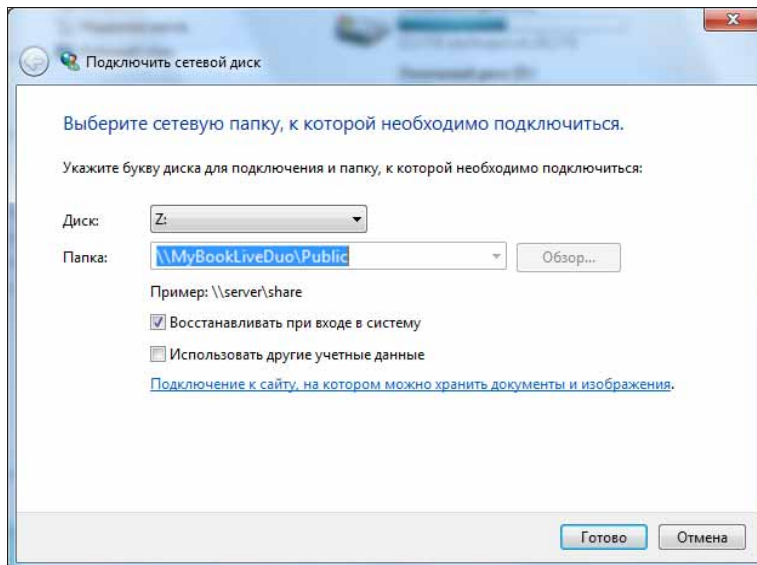 Подключить сетевой диск
Выберите сетевую папку, к которой необходимо подключиться.
Укажите букву диска для подключения и папку, к которой необходимо подключиться:
Диск: Z:
Папка: \\MyBookLiveDuo\Public Обзор...
Пример: \\server\share
Восстанавливать при входе в систему
Использовать другие учетные данные
Подключение к сайту, на котором можно хранить документы и изображения.
Готово Отмена